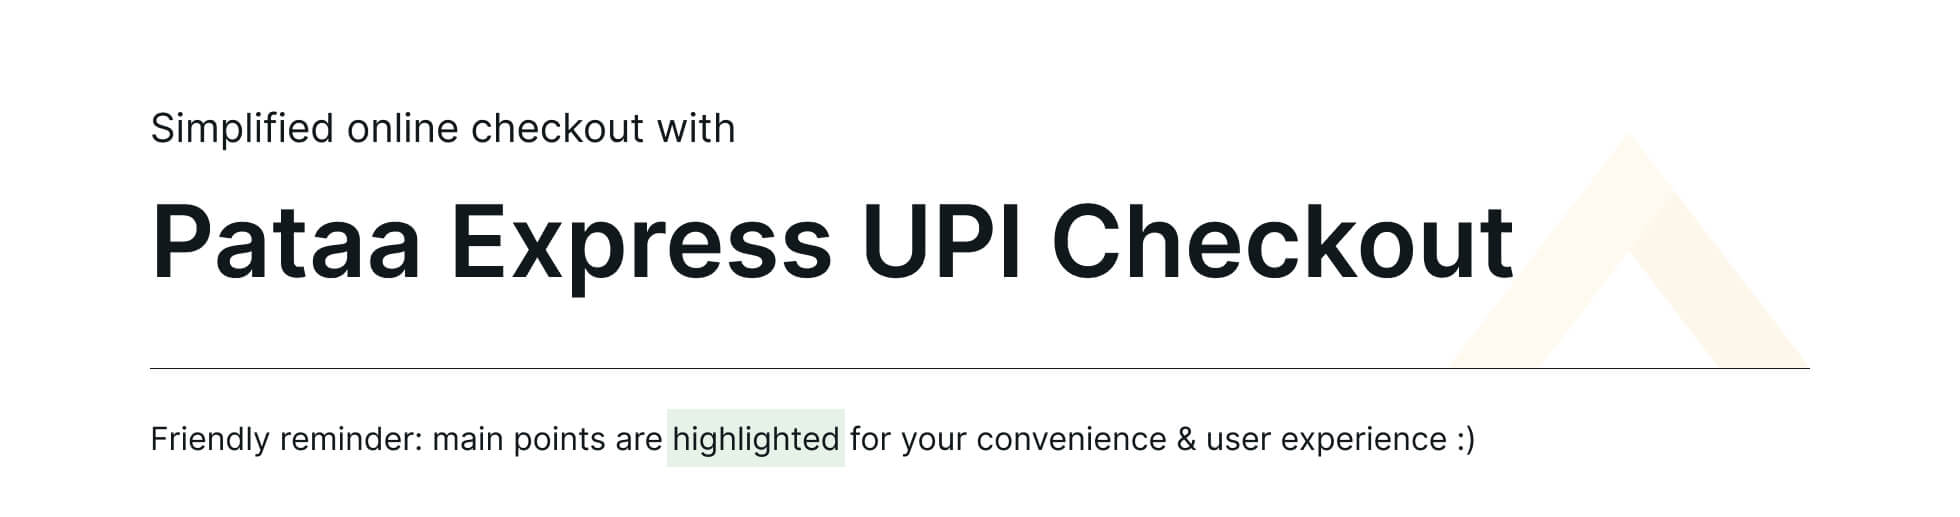 Simplified online checkout with
Pataa Express UPI Checkout
Friendly reminder: main points are highlighted for your convenience & user experience :)